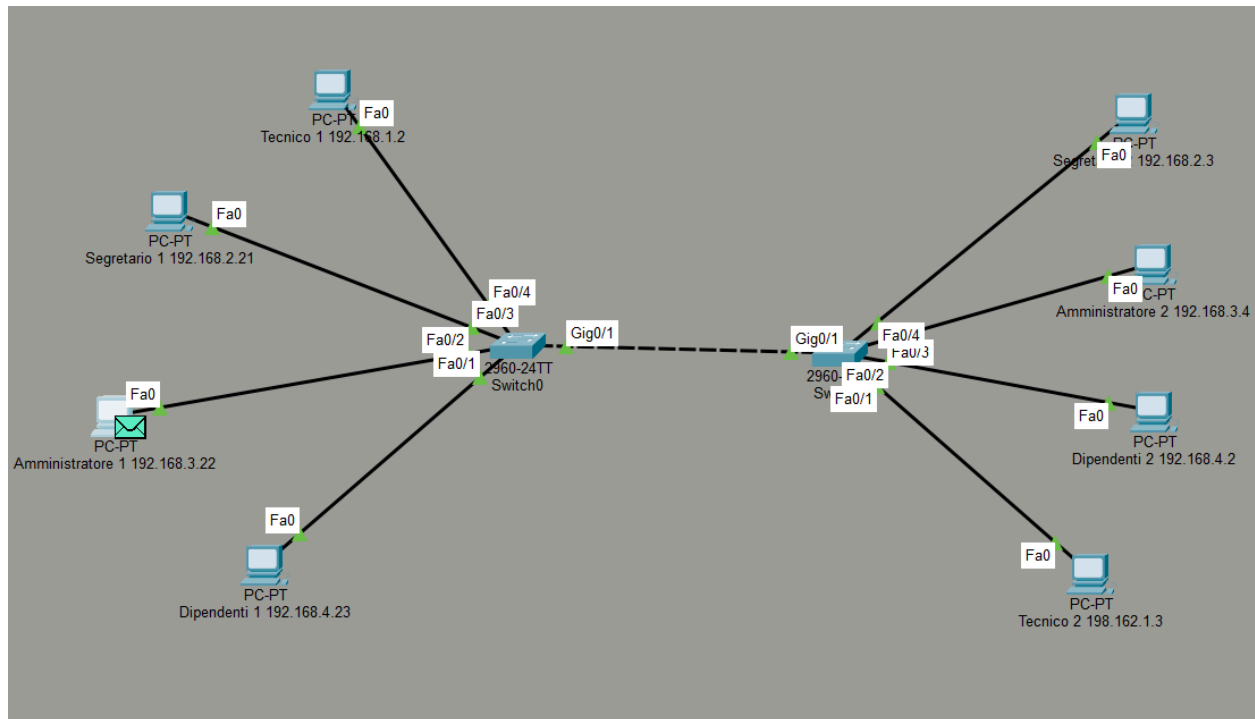 Fa0
PC-PT
Tecnico 1 192.168.1.2
Fa0
PC-PT
Segretario 1 192.168.2.21
Fa0/4
Fa0/3
Fa0/2
Fa0/1
Gig0/1
2960-24TT
Switch0
Fa0
PC-PT
Amministratore 1 192.168.3.22
Fa0
PC-PT
Dipendenti 1 192.168.4.23
Fa0
192.168.2.3
Fa0
PC-PT
Amministratore 2 192.168.3.4
Gig0/1
Fa0/4
Fa0/3
Fa0/2
Fa0/1
Fa0
PC-PT
Dipendenti 2 192.168.4.2
Fa0
PC-PT
Tecnico 2 198.162.1.3